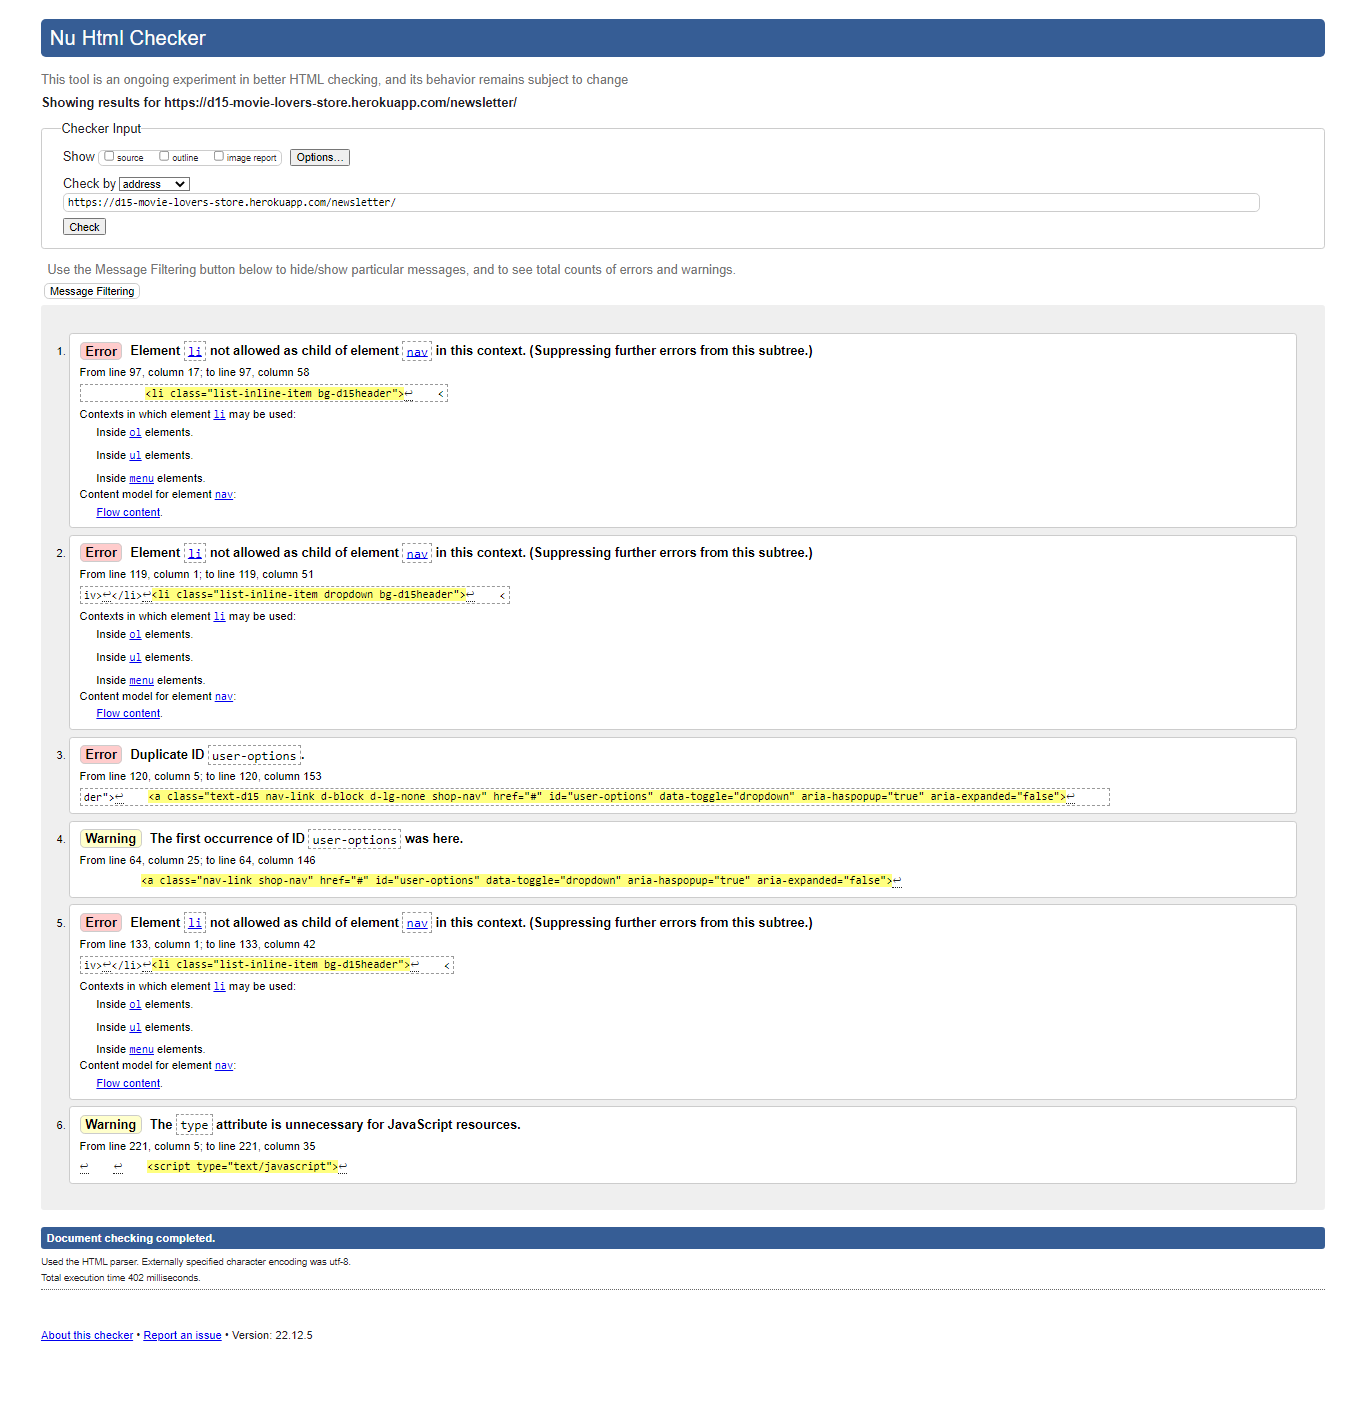 Nu Html Checker
This tool is an ongoing experiment in better HTML checking, and its behavior remains subject to change
Showing results for https://d15-movie-lovers-store.herokuapp.com/newsletter/
Checker Input
Show source outline image report Options...
Check by address
https://d15-movie-lovers-store.herokuapp.com/newsletter/
Check
Use the Message Filtering button below to hide/show particular messages, and to see total counts of errors and warnings.
Message Filtering
1. Error Element li not allowed as child of element nav in this context. (Suppressing further errors from this subtree.)
From line 97, column 17; to line 97, column 58
<li class="list-inline-item bg-d15header">↩ <
Contexts in which element li may be used:
Inside ol elements.
Inside ul elements.
Inside menu elements.
Content model for element nav:
Flow content.
2. Error Element li not allowed as child of element nav in this context. (Suppressing further errors from this subtree.)
From line 119, column 1; to line 119, column 51
iv>↩</li>↩<li class="list-inline-item dropdown bg-d15header">↩ <
Contexts in which element li may be used:
Inside ol elements.
Inside ul elements.
Inside menu elements.
Content model for element nav:
Flow content.
3. Error Duplicate ID user-options.
From line 120, column 5; to line 120, column 153
der">↩ <a class="text-d15 nav-link d-block d-lg-none shop-nav" href="#" id="user-options" data-toggle="dropdown" aria-haspopup="true" aria-expanded="false">↩
4. Warning The first occurrence of ID user-options was here.
From line 64, column 25; to line 64, column 146
<a class="nav-link shop-nav" href="#" id="user-options" data-toggle="dropdown" aria-haspopup="true" aria-expanded="false">↩
5. Error Element li not allowed as child of element nav in this context. (Suppressing further errors from this subtree.)
From line 133, column 1; to line 133, column 42
iv>↩</li>↩<li class="list-inline-item bg-d15header">↩ <
Contexts in which element li may be used:
Inside ol elements.
Inside ul elements.
Inside menu elements.
Content model for element nav:
Flow content.
6. Warning The type attribute is unnecessary for JavaScript resources.
From line 221, column 5; to line 221, column 35
↩ ↩ <script type="text/javascript">↩
Document checking completed.
Used the HTML parser. Externally specified character encoding was utf-8.
Total execution time 402 milliseconds.
About this checker • Report an issue • Version: 22.12.5